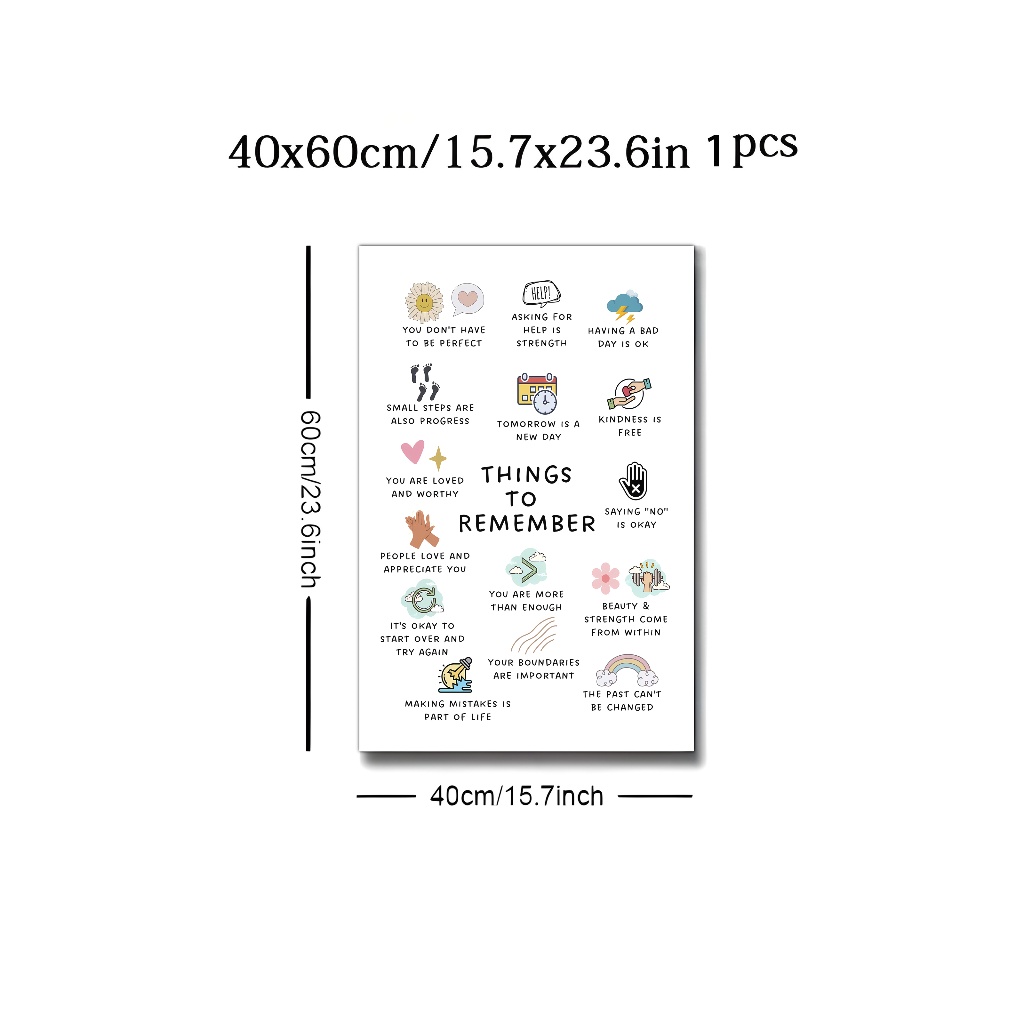 40x60cm/15.7x23.6in 1pcs
60cm/23.6inch
YOU DON'T HAVE
TO BE PERFECT
HELP!
ASKING FOR
HELP IS
STRENGTH
HAVING A BAD
DAY IS OK
SMALL STEPS ARE
ALSO PROGRESS
TOMORROW IS A
NEW DAY
KINDNESS IS
FREE
YOU ARE LOVED
AND WORTHY
THINGS
TO
REMEMBER
SAYING "NO"
IS OKAY
PEOPLE LOVE AND
APPRECIATE YOU
YOU ARE MORE
THAN ENOUGH
BEAUTY &
STRENGTH COME
FROM WITHIN
IT'S OKAY TO
START OVER AND
TRY AGAIN
YOUR BOUNDARIES
ARE IMPORTANT
THE PAST CAN'T
BE CHANGED
MAKING MISTAKES IS
PART OF LIFE
40cm/15.7inch